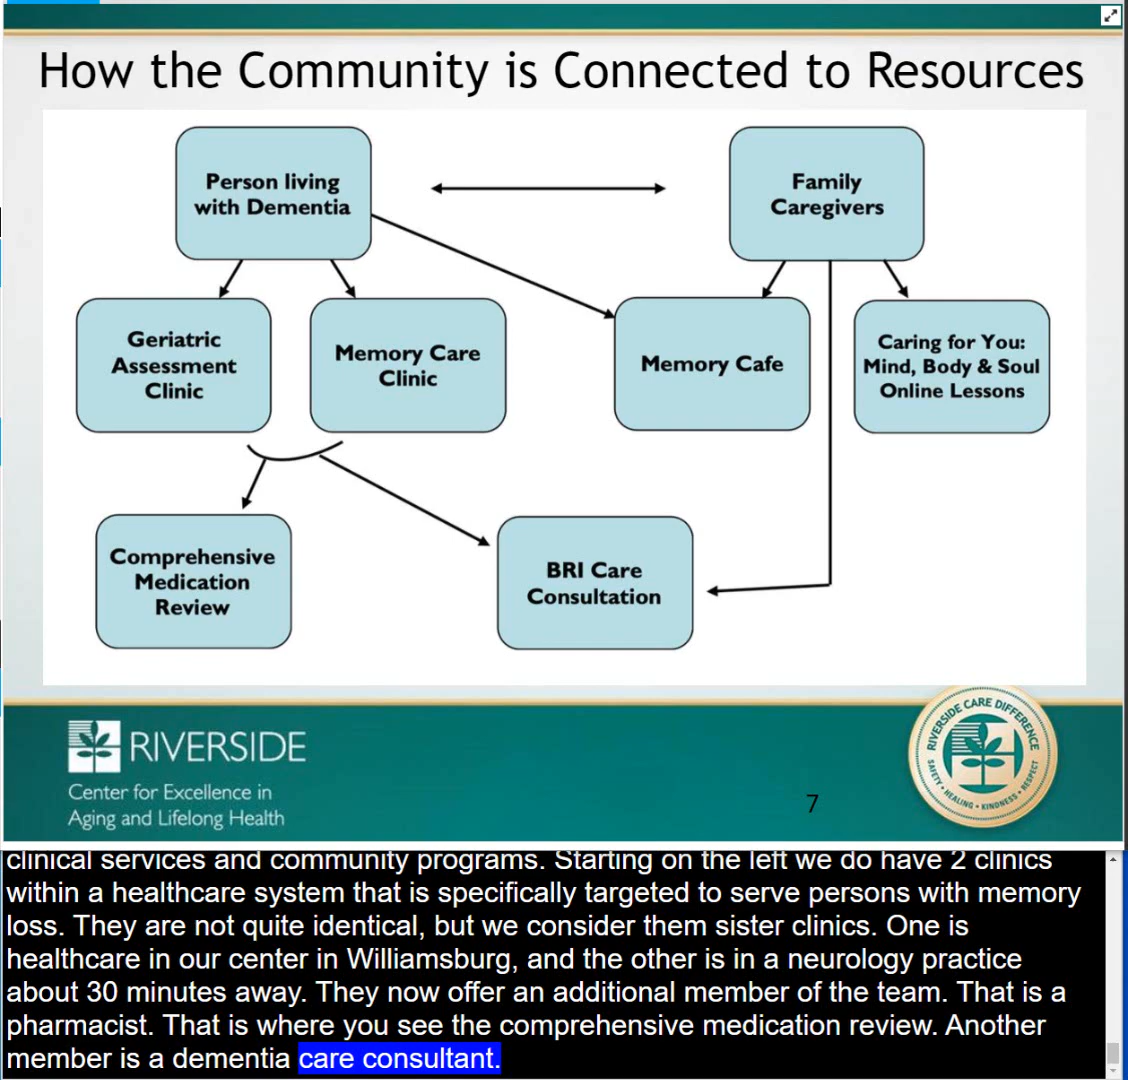 How the Community is Connected to Resources
Person living
with Dementia
Family
Caregivers
Geriatric
Assessment
Clinic
Memory Care
Clinic
Memory Cafe
Caring for You:
Mind, Body & Soul
Online Lessons
Comprehensive
Medication
Review
BRI Care
Consultation
RIVERSIDE
Center for Excellence in
Aging and Lifelong Health
7
RIVERSIDE CARE DIFFERENCE
SAFETY • HEALING • KINDNESS • RESPECT
clinical services and community programs. Starting on the left we do have 2 clinics
within a healthcare system that is specifically targeted to serve persons with memory
loss. They are not quite identical, but we consider them sister clinics. One is
healthcare in our center in Williamsburg, and the other is in a neurology practice
about 30 minutes away. They now offer an additional member of the team. That is a
pharmacist. That is where you see the comprehensive medication review. Another
member is a dementia care consultant.